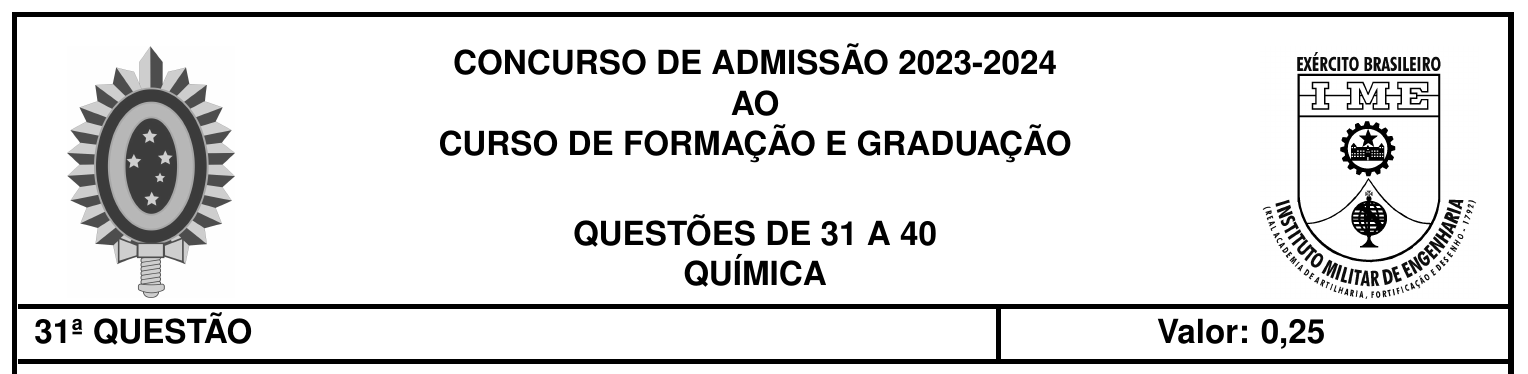 CONCURSO DE ADMISSÃO 2023-2024
AO
CURSO DE FORMAÇÃO E GRADUAÇÃO
QUESTÕES DE 31 A 40
QUÍMICA
EXÉRCITO BRASILEIRO
IME
INSTITUTO MILITAR DE ENGENHARIA
(REAL ACADEMIA DE ARTILHARIA, FORTIFICAÇÃO E DESENHO - 1792)
31ª QUESTÃO
Valor: 0,25